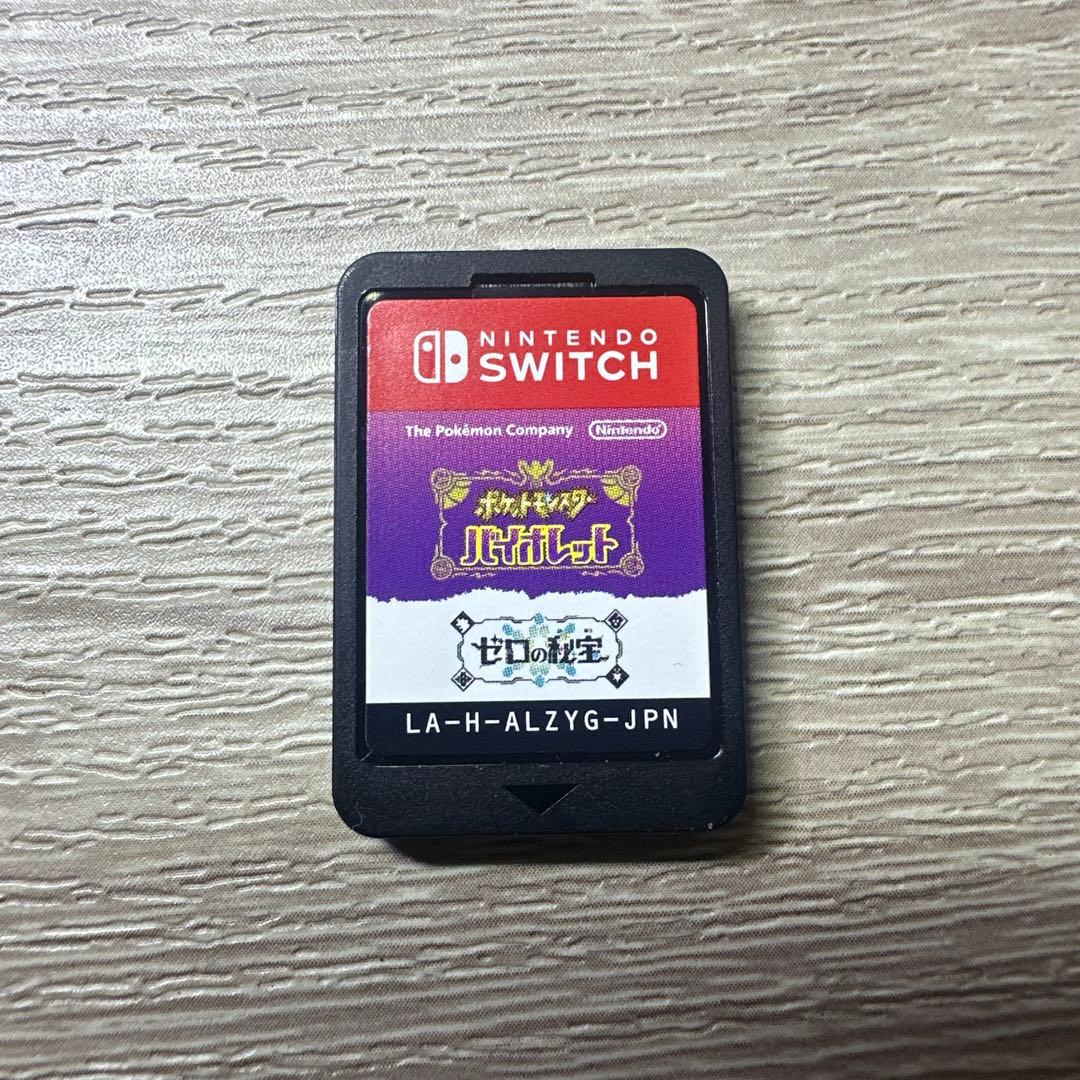 NINTENDO
SWITCH
The Pokémon Company Nintendo
ポケットモンスター
バイオレット
ゼロの秘宝
LA-H-ALZYG-JPN